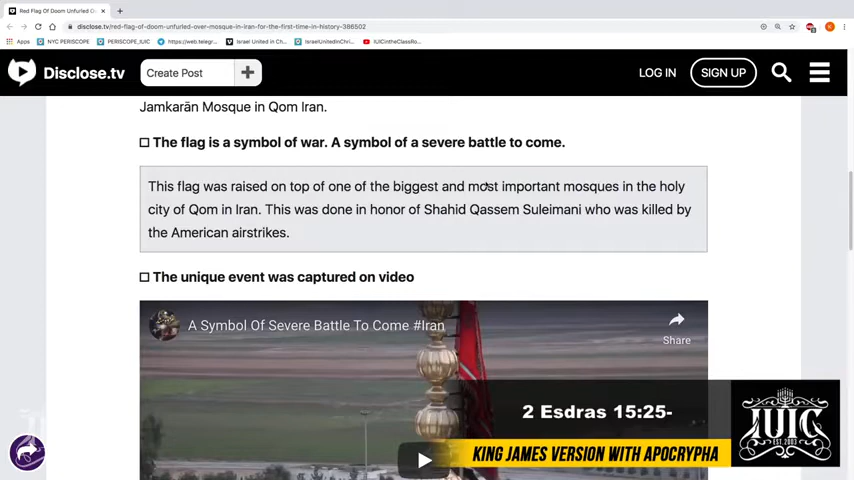 Red Flag Of Doom Unfurled Ov
disclose.tv/red-flag-of-doom-unfurled-over-mosque-in-iran-for-the-first-time-in-history-386502
Apps NYC PERISCOPE PERISCOPE_IUIC https://web.telegr... Israel United in Ch... IsraelUnitedInChri... IUICintheClassRo...
Disclose.tv Create Post LOG IN SIGN UP
Jamkarān Mosque in Qom Iran.
The flag is a symbol of war. A symbol of a severe battle to come.
This flag was raised on top of one of the biggest and most important mosques in the holy
city of Qom in Iran. This was done in honor of Shahid Qassem Suleimani who was killed by
the American airstrikes.
The unique event was captured on video
A Symbol Of Severe Battle To Come #Iran
Share
2 Esdras 15:25-
KING JAMES VERSION WITH APOCRYPHA
IUIC
EST. 2003